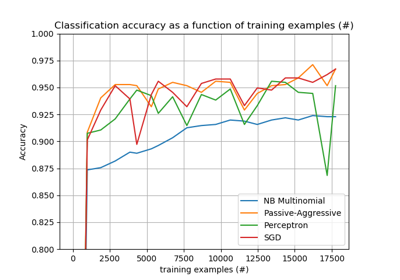 Classification accuracy as a function of training examples (#)
1.000
0.975
0.950
0.925
0.900
0.875
0.850
0.825
0.800
Accuracy
NB Multinomial
Passive-Aggressive
Perceptron
SGD
0 2500 5000 7500 10000 12500 15000 17500
training examples (#)